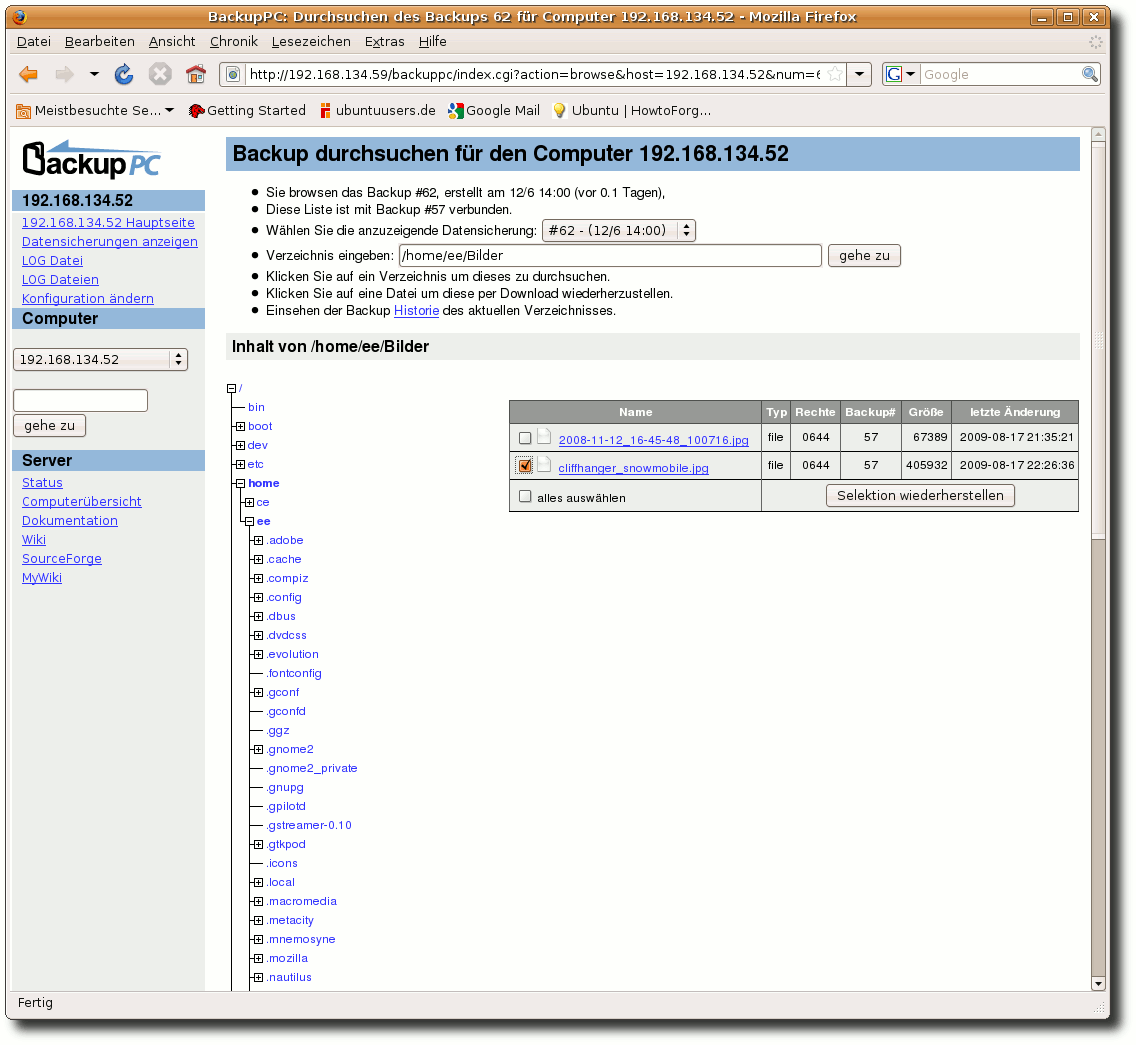 BackupPC: Durchsuchen des Backups 62 für Computer 192.168.134.52 - Mozilla Firefox
Datei Bearbeiten Ansicht Chronik Lesezeichen Extras Hilfe
http://192.168.134.59/backuppc/index.cgi?action=browse&host=192.168.134.52&num=6
Google
Meistbesuchte Se... Getting Started ubuntuusers.de Google Mail Ubuntu | HowtoForg...
BackupPC
192.168.134.52
192.168.134.52 Hauptseite
Datensicherungen anzeigen
LOG Datei
LOG Dateien
Konfiguration ändern
Computer
192.168.134.52
gehe zu
Server
Status
Computerübersicht
Dokumentation
Wiki
SourceForge
MyWiki
Backup durchsuchen für den Computer 192.168.134.52
Sie browsen das Backup #62, erstellt am 12/6 14:00 (vor 0.1 Tagen),
Diese Liste ist mit Backup #57 verbunden.
Wählen Sie die anzuzeigende Datensicherung: #62 - (12/6 14:00)
Verzeichnis eingeben: /home/ee/Bilder gehe zu
Klicken Sie auf ein Verzeichnis um dieses zu durchsuchen.
Klicken Sie auf eine Datei um diese per Download wiederherzustellen.
Einsehen der Backup Historie des aktuellen Verzeichnisses.
Inhalt von /home/ee/Bilder
/
bin
boot
dev
etc
home
ce
ee
.adobe
.cache
.compiz
.config
.dbus
.dvdcss
.evolution
.fontconfig
.gconf
.gconfd
.ggz
.gnome2
.gnome2_private
.gnupg
.gpilotd
.gstreamer-0.10
.gtkpod
.icons
.local
.macromedia
.metacity
.mnemosyne
.mozilla
.nautilus
Name Typ Rechte Backup# Größe letzte Änderung
2008-11-12_16-45-48_100716.jpg file 0644 57 67389 2009-08-17 21:35:21
cliffhanger_snowmobile.jpg file 0644 57 405932 2009-08-17 22:26:36
alles auswählen Selektion wiederherstellen
Fertig